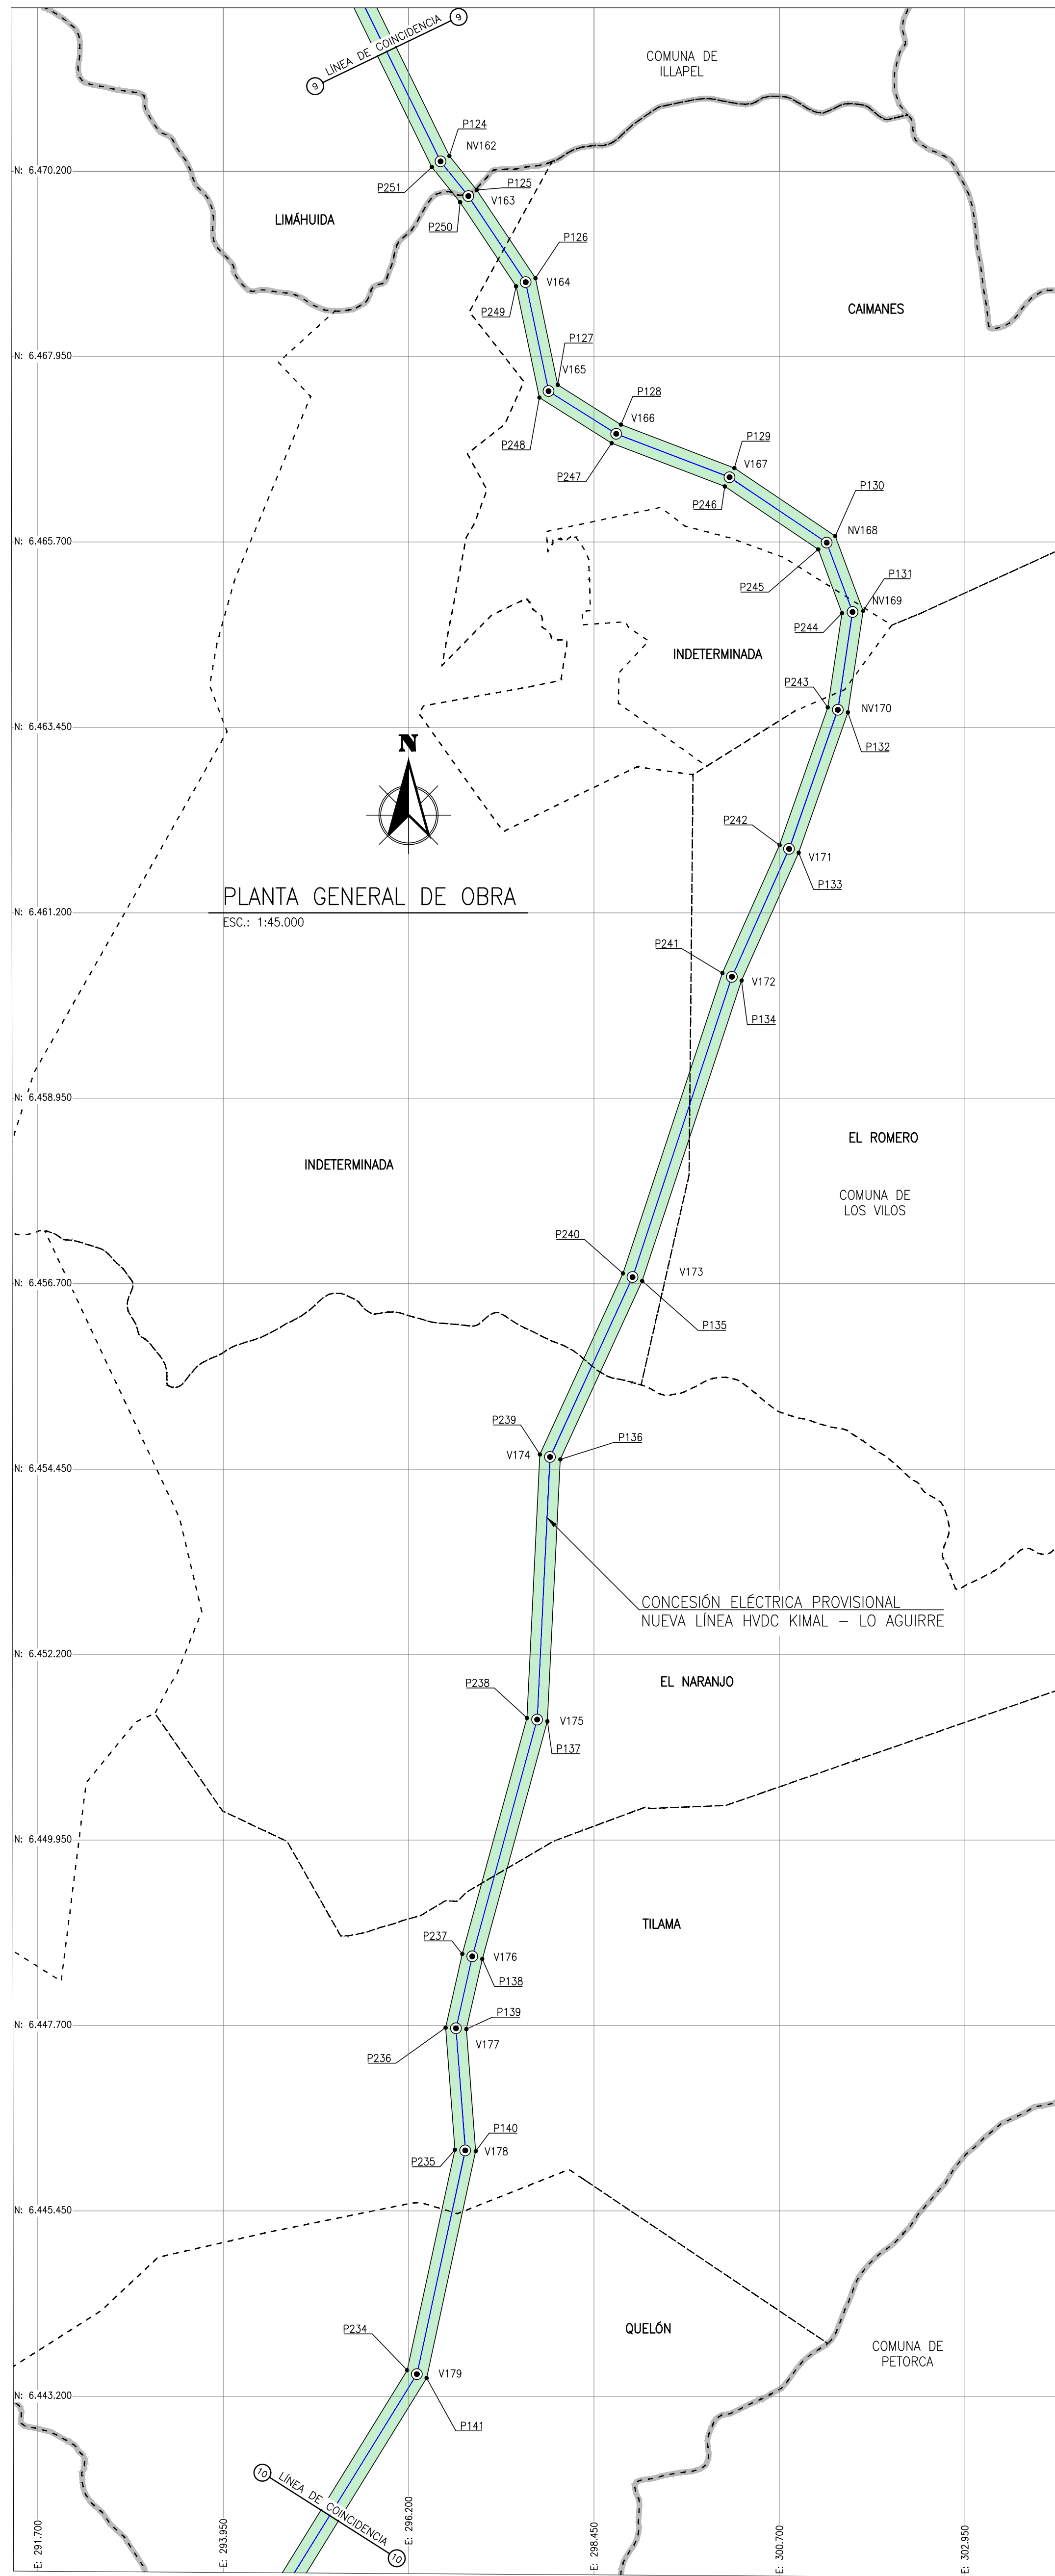 9
LÍNEA DE COINCIDENCIA
9
COMUNA DE
ILLAPEL
P124
NV162
N: 6.470.200
P251
P125
V163
LIMÁHUIDA
P250
P126
V164
P249
CAIMANES
P127
N: 6.467.950
V165
P128
V166
P248
P247
P129
V167
P130
P246
NV168
N: 6.465.700
P245
P131
NV169
P244
INDETERMINADA
P243
NV170
N: 6.463.450
P132
N
P242
V171
P133
PLANTA GENERAL DE OBRA
N: 6.461.200
ESC.: 1:45.000
P241
V172
P134
N: 6.458.950
EL ROMERO
INDETERMINADA
COMUNA DE
LOS VILOS
P240
V173
N: 6.456.700
P135
P239
P136
V174
N: 6.454.450
CONCESIÓN ELÉCTRICA PROVISIONAL
NUEVA LÍNEA HVDC KIMAL – LO AGUIRRE
N: 6.452.200
EL NARANJO
P238
V175
P137
N: 6.449.950
TILAMA
P237
V176
P138
N: 6.447.700
P139
V177
P236
P140
V178
P235
N: 6.445.450
QUELÓN
P234
COMUNA DE
PETORCA
V179
N: 6.443.200
P141
10
LÍNEA DE COINCIDENCIA
10
E: 291.700
E: 293.950
E: 296.200
E: 298.450
E: 300.700
E: 302.950